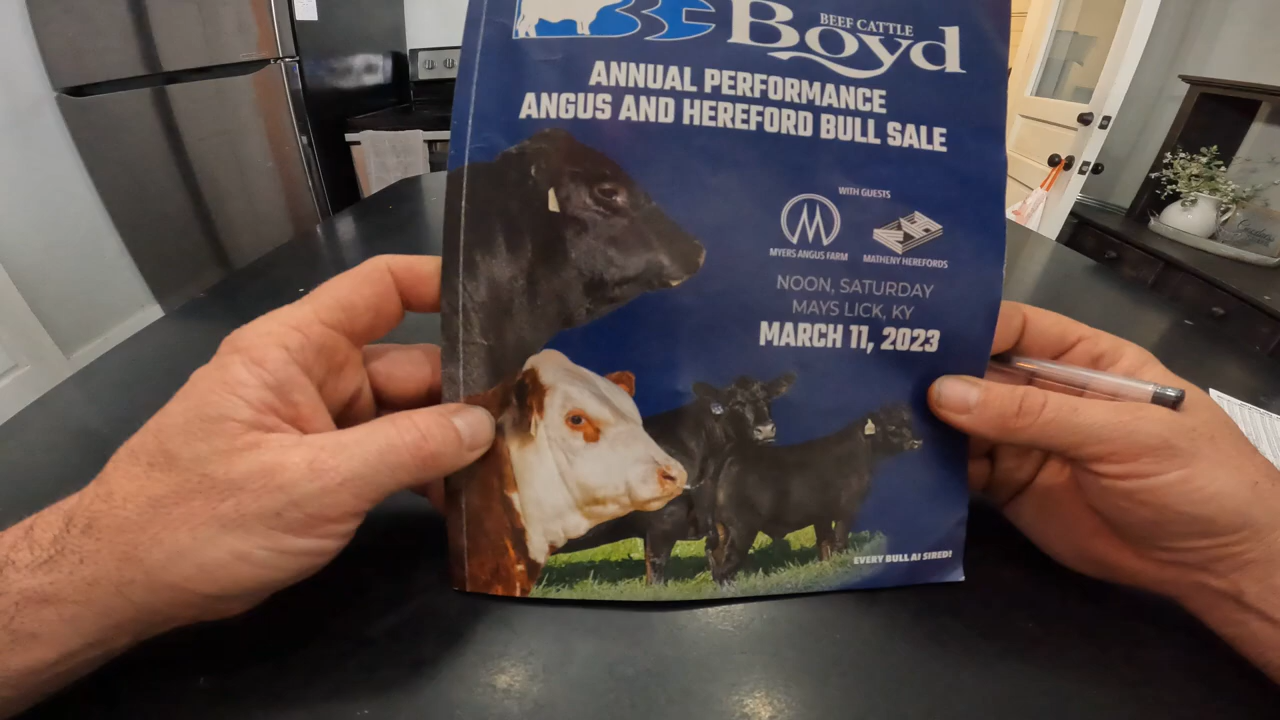 BEEF CATTLE
Boyd
ANNUAL PERFORMANCE
ANGUS AND HEREFORD BULL SALE
WITH GUESTS
MYERS ANGUS FARM
MATHENY HEREFORDS
NOON, SATURDAY
MAYS LICK, KY
MARCH 11, 2023
EVERY BULL AI SIRED!